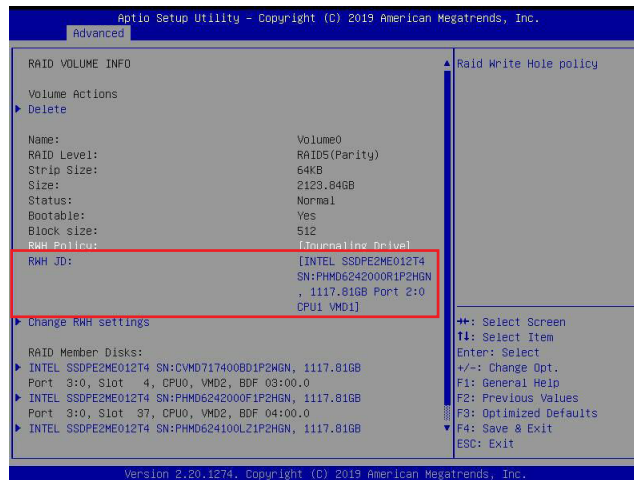 Aptio Setup Utility – Copyright (C) 2019 American Megatrends, Inc.
Advanced
RAID VOLUME INFO
Volume Actions
Delete
Name: Volume0
RAID Level: RAID5(Parity)
Strip Size: 64KB
Size: 2123.84GB
Status: Normal
Bootable: Yes
Block size: 512
RWH Policy: [Journaling Drive]
RWH JD: [INTEL SSDPE2ME012T4
SN:PHMD6242000R1P2HGN
, 1117.81GB Port 2:0
CPU1 VMD1]
Change RWH settings
RAID Member Disks:
INTEL SSDPE2ME012T4 SN:CVMD717400BD1P2WGN, 1117.81GB
Port 3:0, Slot 4, CPU0, VMD2, BDF 03:00.0
INTEL SSDPE2ME012T4 SN:PHMD6242000F1P2HGN, 1117.81GB
Port 3:0, Slot 37, CPU0, VMD2, BDF 04:00.0
INTEL SSDPE2ME012T4 SN:PHMD624100LZ1P2HGN, 1117.81GB
Raid Write Hole policy
→←: Select Screen
↑↓: Select Item
Enter: Select
+/-: Change Opt.
F1: General Help
F2: Previous Values
F3: Optimized Defaults
F4: Save & Exit
ESC: Exit
Version 2.20.1274. Copyright (C) 2019 American Megatrends, Inc.